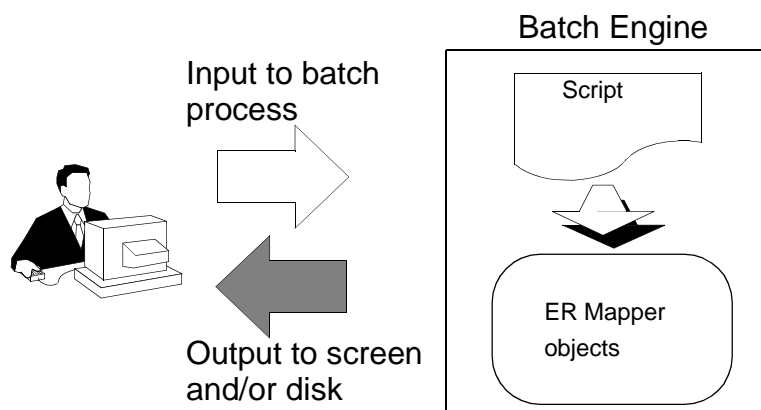 Batch Engine
Input to batch
process
Script
ER Mapper
objects
Output to screen
and/or disk